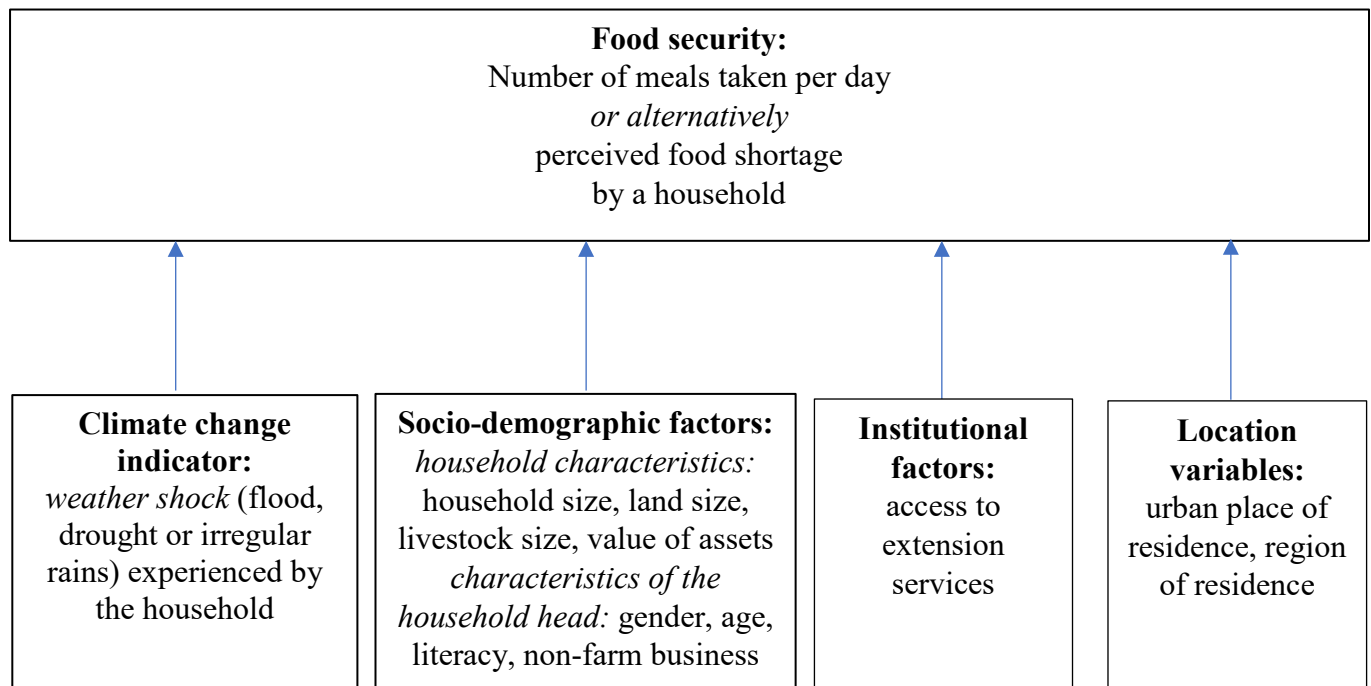 Food security:
Number of meals taken per day
or alternatively
perceived food shortage
by a household
Climate change
indicator:
weather shock (flood,
drought or irregular
rains) experienced by
the household
Socio-demographic factors:
household characteristics:
household size, land size,
livestock size, value of assets
characteristics of the
household head: gender, age,
literacy, non-farm business
Institutional
factors:
access to
extension
services
Location
variables:
urban place of
residence, region
of residence